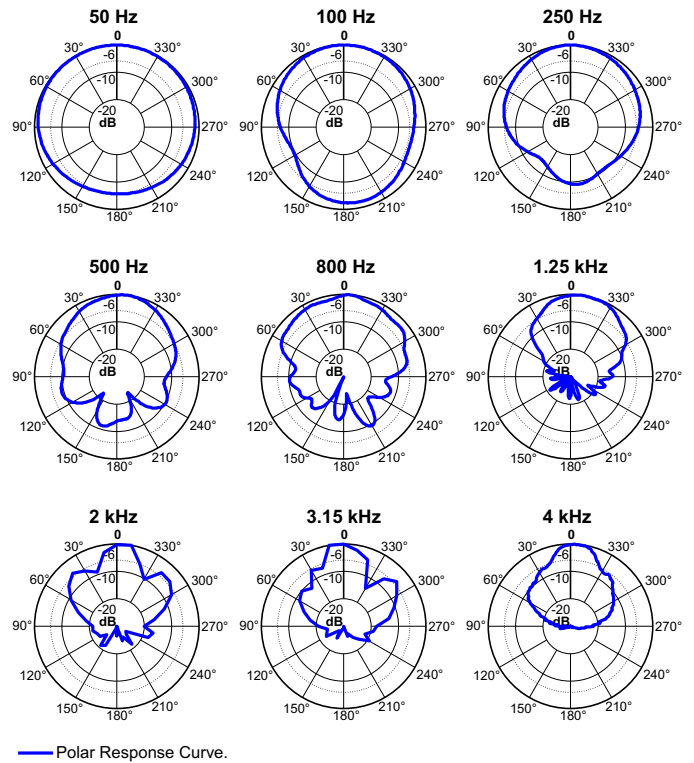 50 Hz 100 Hz 250 Hz
0 0 0
30° -6 330° 30° -6 330° 30° -6 330°
60° -10 300° 60° -10 300° 60° -10 300°
-20 -20 -20
90° dB 270° 90° dB 270° 90° dB 270°
120° 240° 120° 240° 120° 240°
150° 210° 150° 210° 150° 210°
180° 180° 180°
500 Hz 800 Hz 1.25 kHz
0 0 0
30° -6 330° 30° -6 330° 30° -6 330°
60° -10 300° 60° -10 300° 60° -10 300°
-20 -20 -20
90° dB 270° 90° dB 270° 90° dB 270°
120° 240° 120° 240° 120° 240°
150° 210° 150° 210° 150° 210°
180° 180° 180°
2 kHz 3.15 kHz 4 kHz
0 0 0
30° -6 330° 30° -6 330° 30° -6 330°
60° -10 300° 60° -10 300° 60° -10 300°
-20 -20 -20
90° dB 270° 90° dB 270° 90° dB 270°
120° 240° 120° 240° 120° 240°
150° 210° 150° 210° 150° 210°
180° 180° 180°
Polar Response Curve.